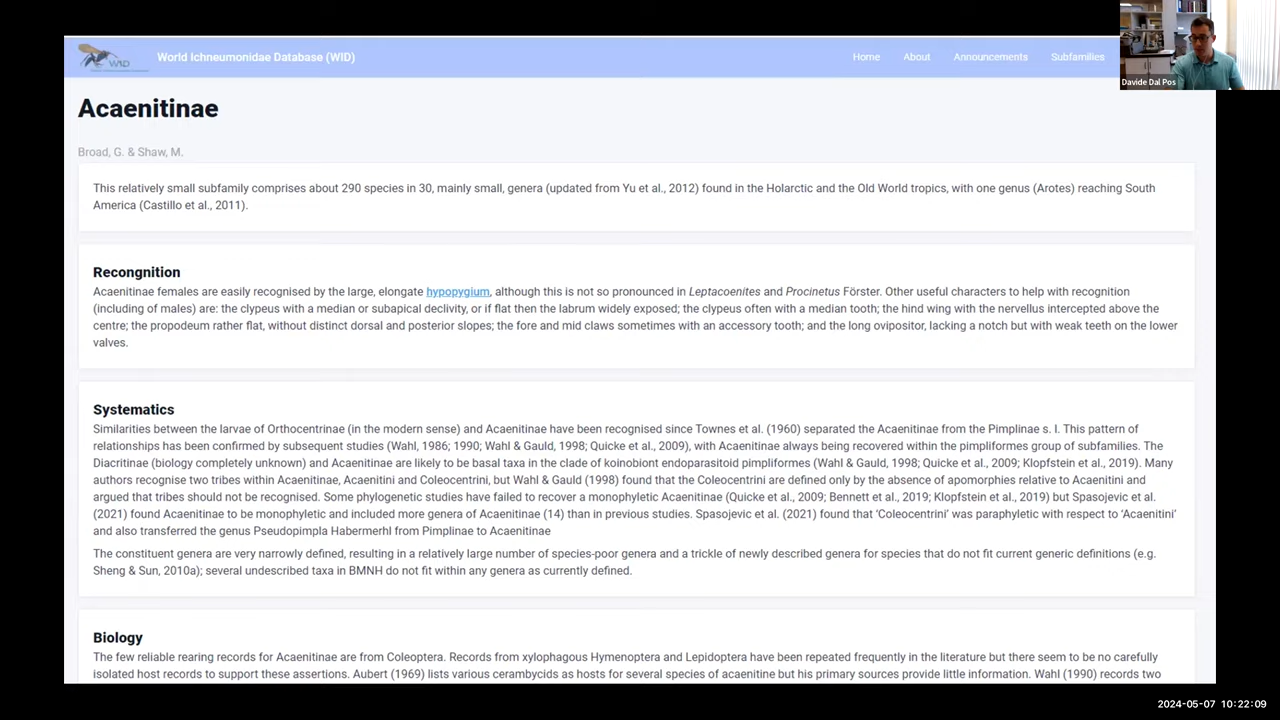 WID
World Ichneumonidae Database (WID)
Home
About
Announcements
Subfamilies
Davide Dal Pos
Acaenitinae
Broad, G. & Shaw, M.
This relatively small subfamily comprises about 290 species in 30, mainly small, genera (updated from Yu et al., 2012) found in the Holarctic and the Old World tropics, with one genus (Arotes) reaching South
America (Castillo et al., 2011).
Recongnition
Acaenitinae females are easily recognised by the large, elongate hypopygium, although this is not so pronounced in Leptacoenites and Procinetus Förster. Other useful characters to help with recognition
(including of males) are: the clypeus with a median or subapical declivity, or if flat then the labrum widely exposed; the clypeus often with a median tooth; the hind wing with the nervellus intercepted above the
centre; the propodeum rather flat, without distinct dorsal and posterior slopes; the fore and mid claws sometimes with an accessory tooth; and the long ovipositor, lacking a notch but with weak teeth on the lower
valves.
Systematics
Similarities between the larvae of Orthocentrinae (in the modern sense) and Acaenitinae have been recognised since Townes et al. (1960) separated the Acaenitinae from the Pimplinae s. l. This pattern of
relationships has been confirmed by subsequent studies (Wahl, 1986; 1990; Wahl & Gauld, 1998; Quicke et al., 2009), with Acaenitinae always being recovered within the pimpliformes group of subfamilies. The
Diacritinae (biology completely unknown) and Acaenitinae are likely to be basal taxa in the clade of koinobiont endoparasitoid pimpliformes (Wahl & Gauld, 1998; Quicke et al., 2009; Klopfstein et al., 2019). Many
authors recognise two tribes within Acaenitinae, Acaenitini and Coleocentrini, but Wahl & Gauld (1998) found that the Coleocentrini are defined only by the absence of apomorphies relative to Acaenitini and
argued that tribes should not be recognised. Some phylogenetic studies have failed to recover a monophyletic Acaenitinae (Quicke et al., 2009; Bennett et al., 2019; Klopfstein et al., 2019) but Spasojevic et al.
(2021) found Acaenitinae to be monophyletic and included more genera of Acaenitinae (14) than in previous studies. Spasojevic et al. (2021) found that ‘Coleocentrini’ was paraphyletic with respect to ‘Acaenitini’
and also transferred the genus Pseudopimpla Habermerhl from Pimplinae to Acaenitinae
The constituent genera are very narrowly defined, resulting in a relatively large number of species-poor genera and a trickle of newly described genera for species that do not fit current generic definitions (e.g.
Sheng & Sun, 2010a); several undescribed taxa in BMNH do not fit within any genera as currently defined.
Biology
The few reliable rearing records for Acaenitinae are from Coleoptera. Records from xylophagous Hymenoptera and Lepidoptera have been repeated frequently in the literature but there seem to be no carefully
isolated host records to support these assertions. Aubert (1969) lists various cerambycids as hosts for several species of acaenitine but his primary sources provide little information. Wahl (1990) records two
2024-05-07 10:22:09